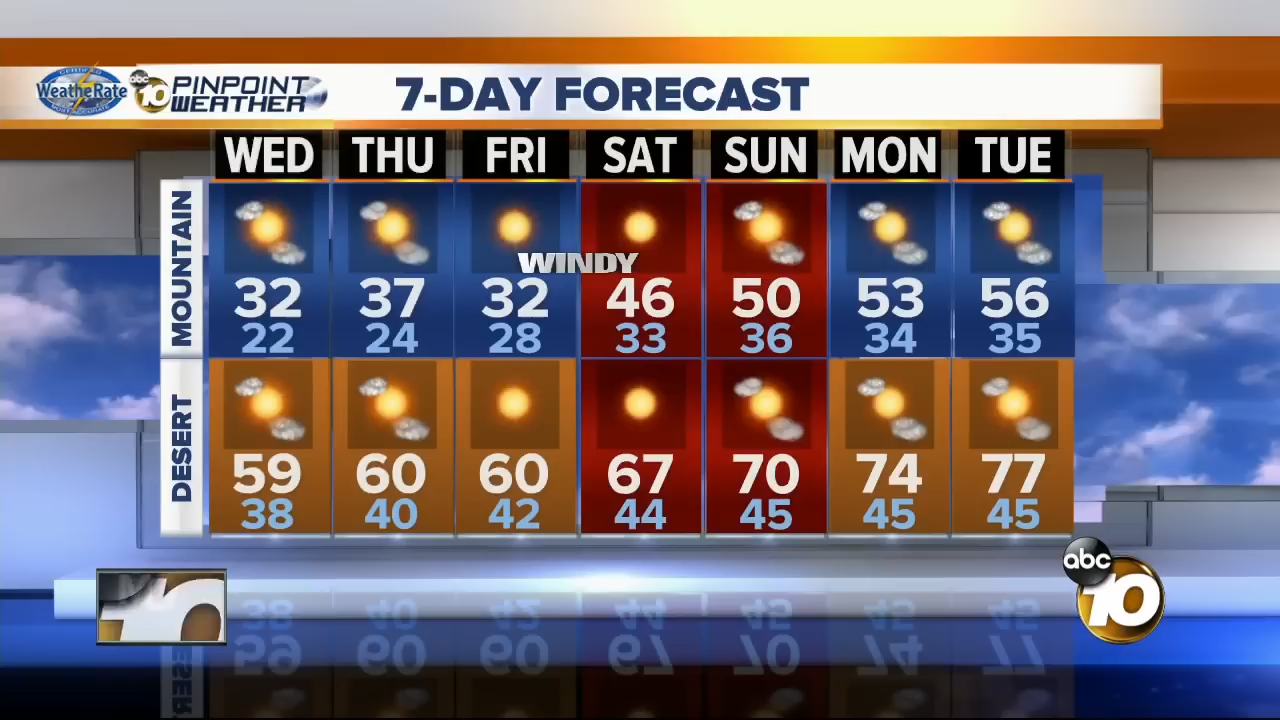 CERTIFIED
WeatheRate
abc
10
PINPOINT
WEATHER
7-DAY FORECAST
WED THU FRI SAT SUN MON TUE
MOUNTAIN
WINDY
32 37 32 46 50 53 56
22 24 28 33 36 34 35
DESERT
59 60 60 67 70 74 77
38 40 42 44 45 45 45
10
abc
10